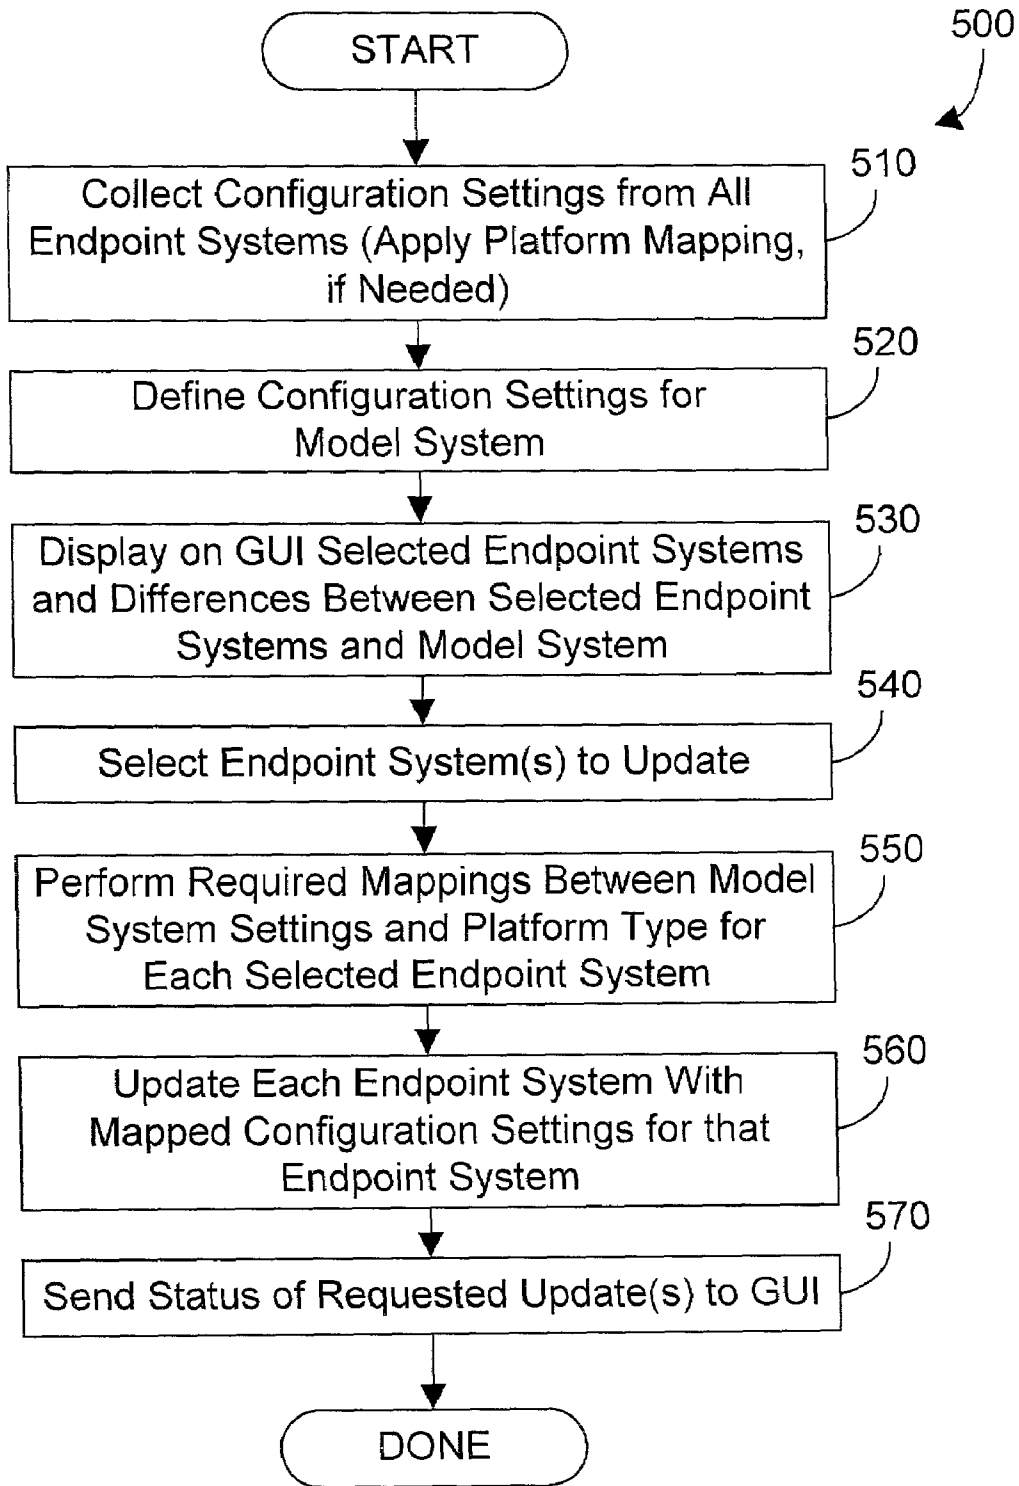 START
500
510
Collect Configuration Settings from All
Endpoint Systems (Apply Platform Mapping,
if Needed)
520
Define Configuration Settings for
Model System
530
Display on GUI Selected Endpoint Systems
and Differences Between Selected Endpoint
Systems and Model System
540
Select Endpoint System(s) to Update
550
Perform Required Mappings Between Model
System Settings and Platform Type for
Each Selected Endpoint System
560
Update Each Endpoint System With
Mapped Configuration Settings for that
Endpoint System
570
Send Status of Requested Update(s) to GUI
DONE